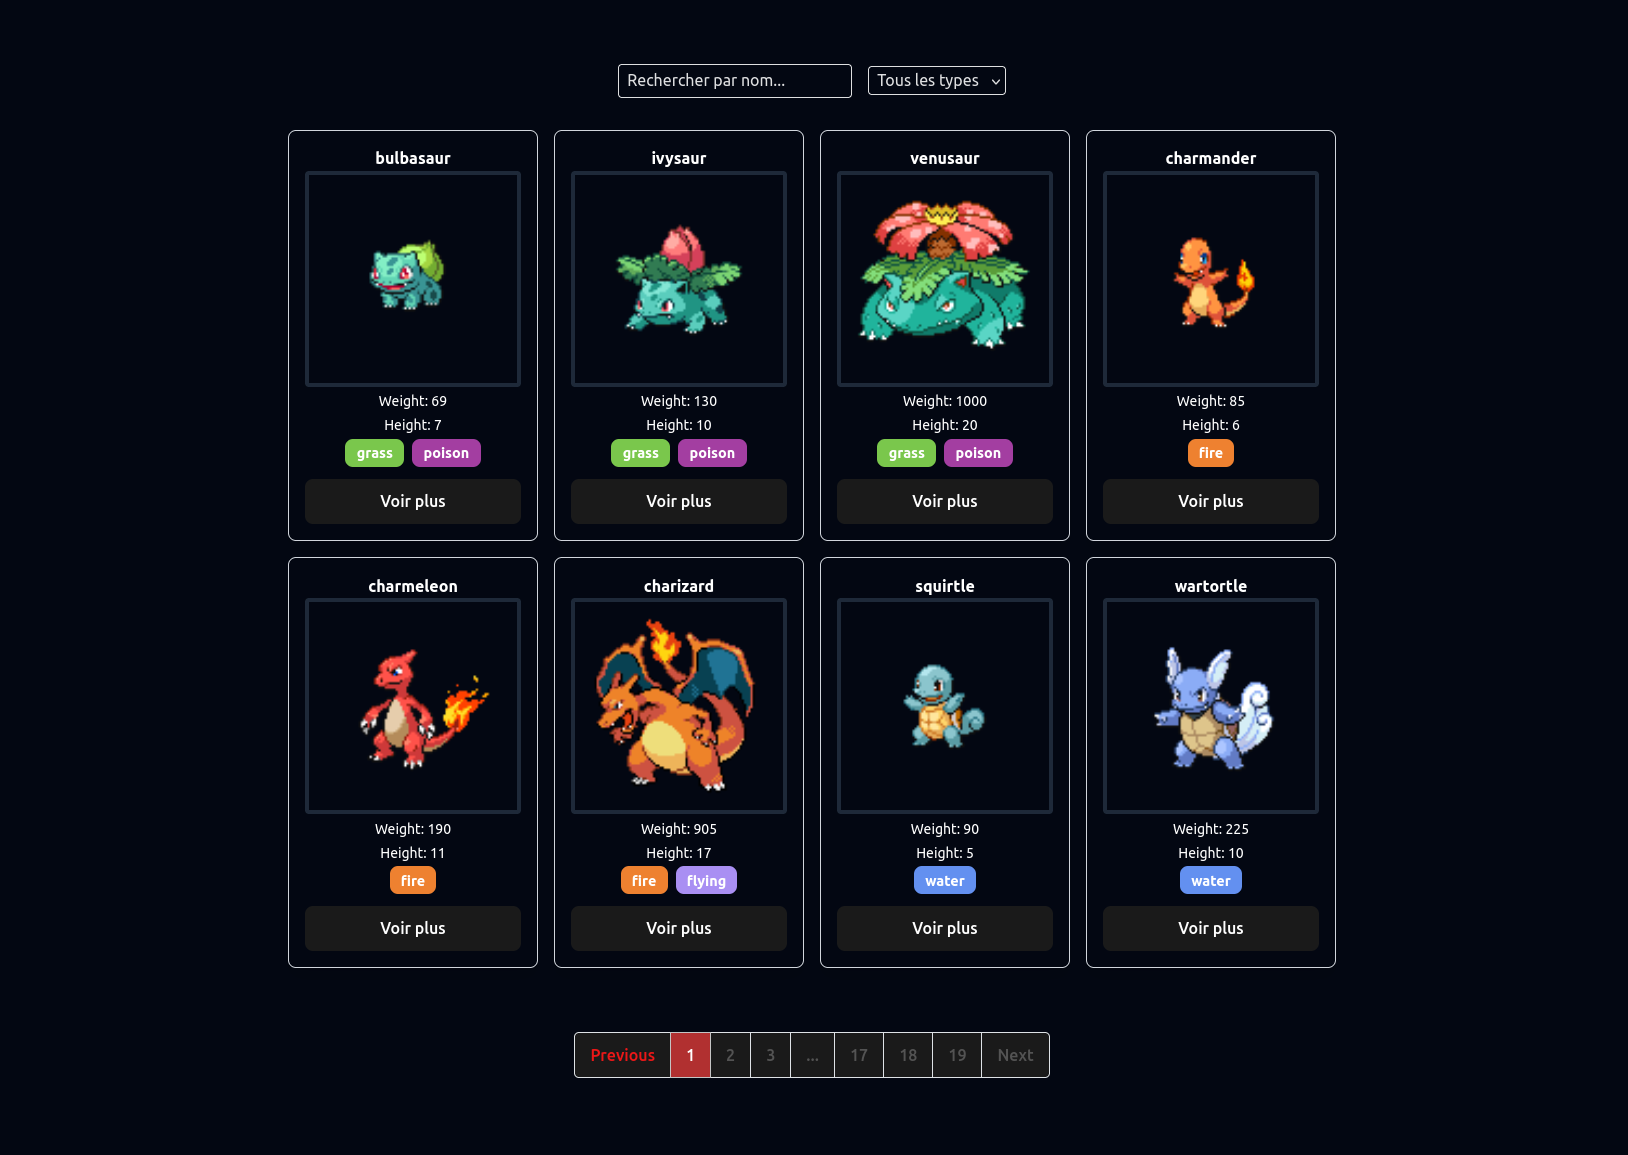 Rechercher par nom...
Tous les types
bulbasaur
Weight: 69
Height: 7
grass poison
Voir plus
ivysaur
Weight: 130
Height: 10
grass poison
Voir plus
venusaur
Weight: 1000
Height: 20
grass poison
Voir plus
charmander
Weight: 85
Height: 6
fire
Voir plus
charmeleon
Weight: 190
Height: 11
fire
Voir plus
charizard
Weight: 905
Height: 17
fire flying
Voir plus
squirtle
Weight: 90
Height: 5
water
Voir plus
wartortle
Weight: 225
Height: 10
water
Voir plus
Previous 1 2 3 ... 17 18 19 Next